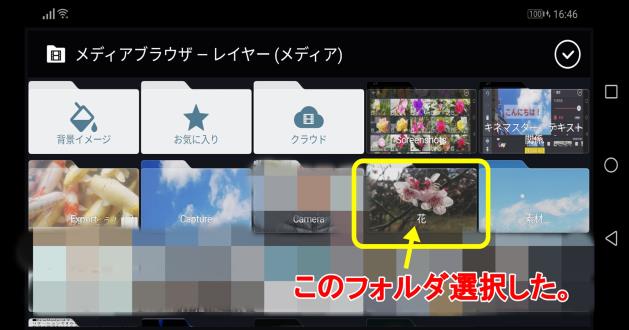 100 16:46
メディアブラウザ – レイヤー (メディア)
背景イメージ
お気に入り
クラウド
Screenshots
こんにちは!
キネマスター テキスト
関係
Export
Capture
Camera
花
素材
このフォルダ選択した。